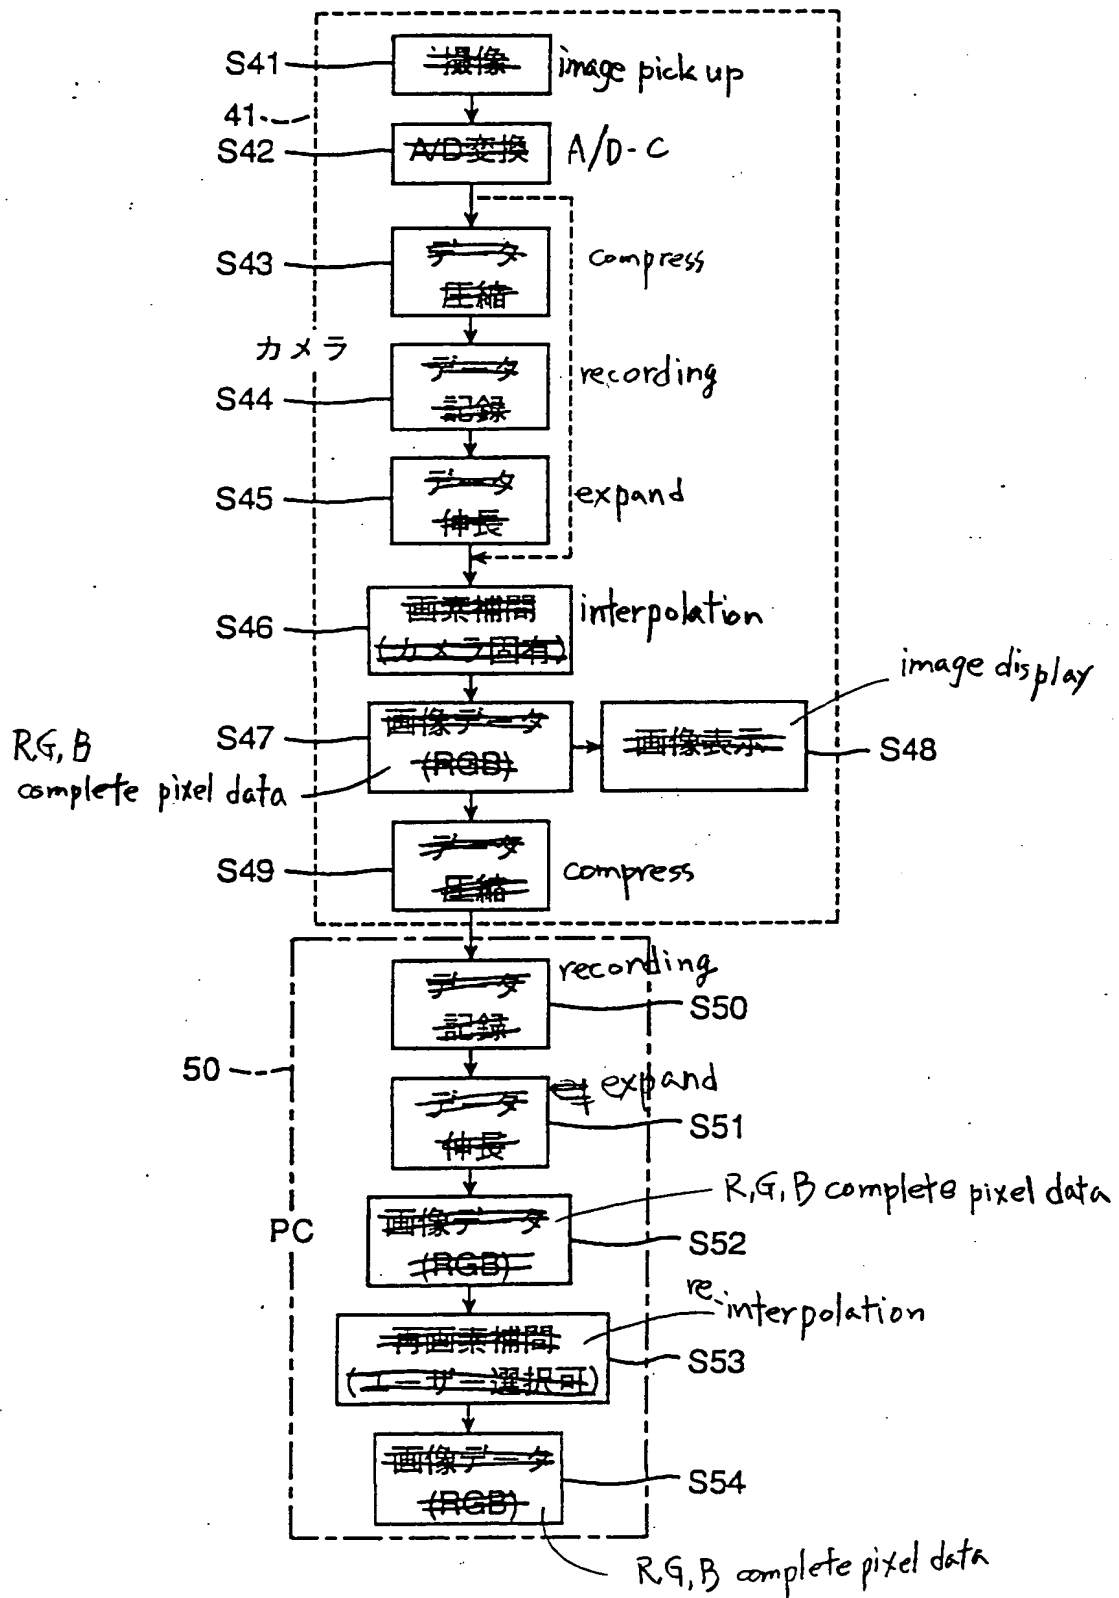 S41
撮像
image pick up
41
S42
A/D変換
A/D-C
S43
データ
圧縮
compress
カメラ
S44
データ
記録
recording
S45
データ
伸長
expand
S46
画素補間
(カメラ固有)
interpolation
image display
R,G,B
complete pixel data
S47
画像データ
(RGB)
画像表示
S48
S49
データ
圧縮
compress
データ
記録
recording
S50
50
データ
伸長
expand
S51
PC
画像データ
(RGB)
R,G,B complete pixel data
S52
re-
interpolation
再画素補間
(ユーザー選択可)
S53
画像データ
(RGB)
S54
R,G,B complete pixel data